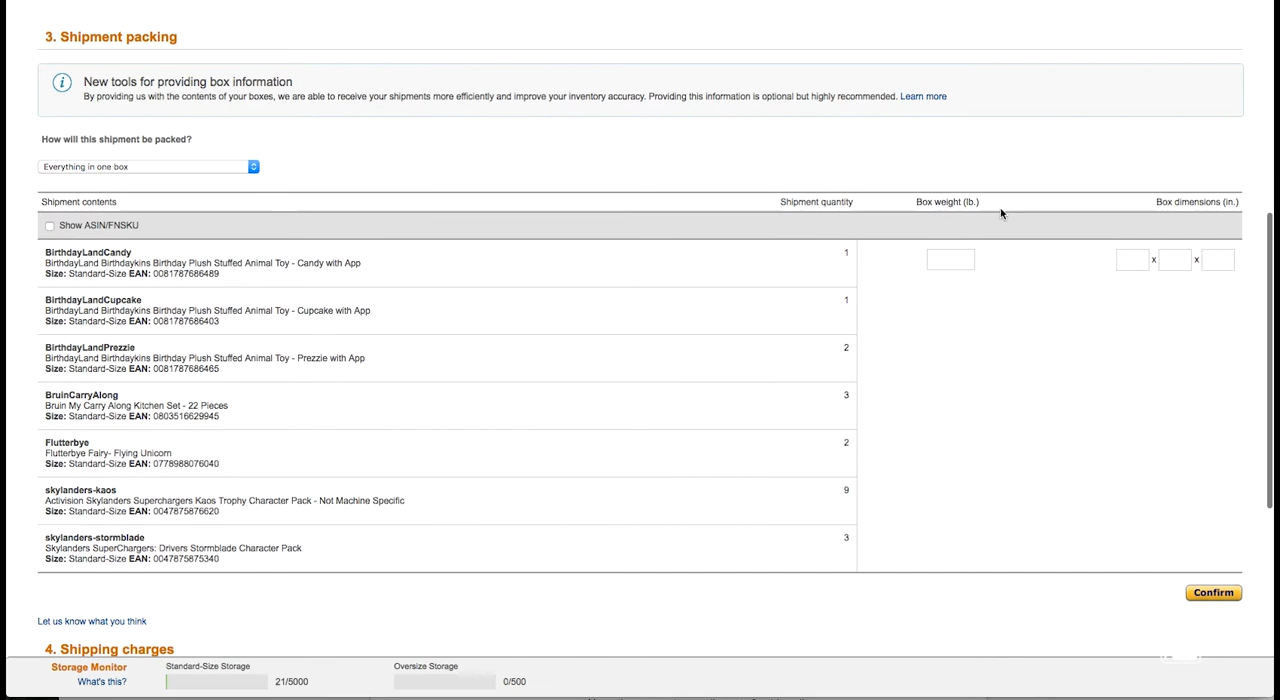 3. Shipment packing
New tools for providing box information
By providing us with the contents of your boxes, we are able to receive your shipments more efficiently and improve your inventory accuracy. Providing this information is optional but highly recommended. Learn more
How will this shipment be packed?
Everything in one box
Shipment contents Shipment quantity Box weight (lb.) Box dimensions (in.)
Show ASIN/FNSKU
BirthdayLandCandy 1
BirthdayLand Birthdaykins Birthday Plush Stuffed Animal Toy - Candy with App x x
Size: Standard-Size EAN: 0081787686489
BirthdayLandCupcake 1
BirthdayLand Birthdaykins Birthday Plush Stuffed Animal Toy - Cupcake with App
Size: Standard-Size EAN: 0081787686403
BirthdayLandPrezzie 2
BirthdayLand Birthdaykins Birthday Plush Stuffed Animal Toy - Prezzie with App
Size: Standard-Size EAN: 0081787686465
BruinCarryAlong 3
Bruin My Carry Along Kitchen Set - 22 Pieces
Size: Standard-Size EAN: 0803516629945
Flutterbye 2
Flutterbye Fairy- Flying Unicorn
Size: Standard-Size EAN: 0778988076040
skylanders-kaos 9
Activision Skylanders Superchargers Kaos Trophy Character Pack - Not Machine Specific
Size: Standard-Size EAN: 0047875876620
skylanders-stormblade 3
Skylanders SuperChargers: Drivers Stormblade Character Pack
Size: Standard-Size EAN: 0047875875340
Confirm
Let us know what you think
4. Shipping charges
Storage Monitor Standard-Size Storage Oversize Storage
What's this? 21/5000 0/500